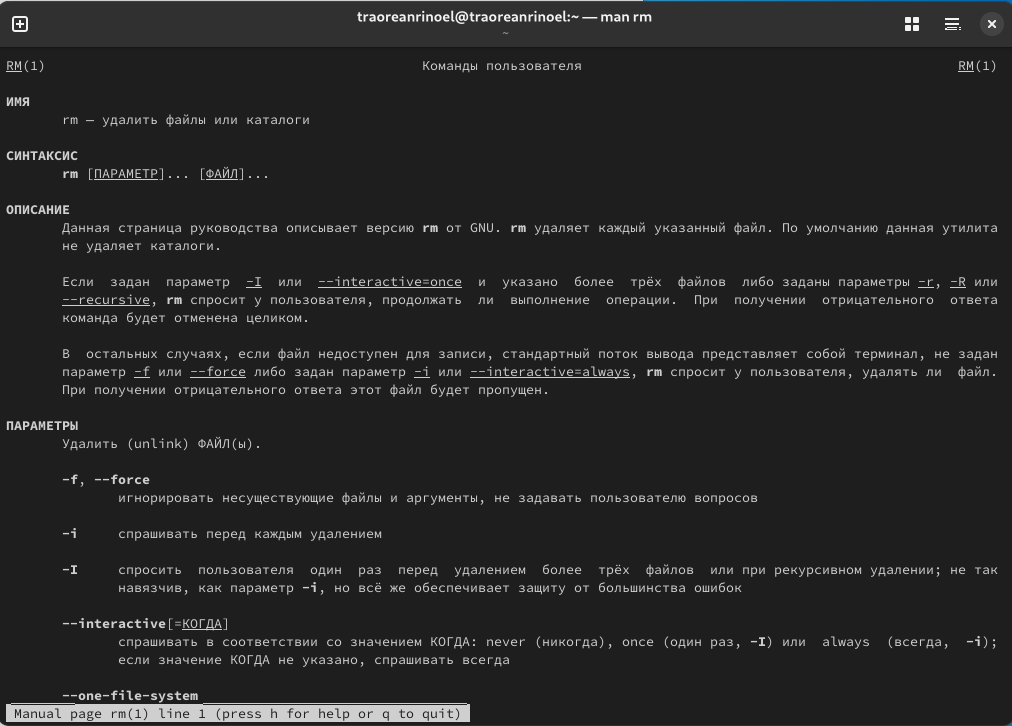 traoreanrinoel@traoreanrinoel:~ — man rm
~
RM(1) Команды пользователя RM(1)
ИМЯ
rm — удалить файлы или каталоги
СИНТАКСИС
rm [ПАРАМЕТР]... [ФАЙЛ]...
ОПИСАНИЕ
Данная страница руководства описывает версию rm от GNU. rm удаляет каждый указанный файл. По умолчанию данная утилита
не удаляет каталоги.
Если задан параметр -I или --interactive=once и указано более трёх файлов либо заданы параметры -r, -R или
--recursive, rm спросит у пользователя, продолжать ли выполнение операции. При получении отрицательного ответа
команда будет отменена целиком.
В остальных случаях, если файл недоступен для записи, стандартный поток вывода представляет собой терминал, не задан
параметр -f или --force либо задан параметр -i или --interactive=always, rm спросит у пользователя, удалять ли файл.
При получении отрицательного ответа этот файл будет пропущен.
ПАРАМЕТРЫ
Удалить (unlink) ФАЙЛ(ы).
-f, --force
игнорировать несуществующие файлы и аргументы, не задавать пользователю вопросов
-i спрашивать перед каждым удалением
-I спросить пользователя один раз перед удалением более трёх файлов или при рекурсивном удалении; не так
навязчив, как параметр -i, но всё же обеспечивает защиту от большинства ошибок
--interactive[=КОГДА]
спрашивать в соответствии со значением КОГДА: never (никогда), once (один раз, -I) или always (всегда, -i);
если значение КОГДА не указано, спрашивать всегда
--one-file-system
Manual page rm(1) line 1 (press h for help or q to quit)